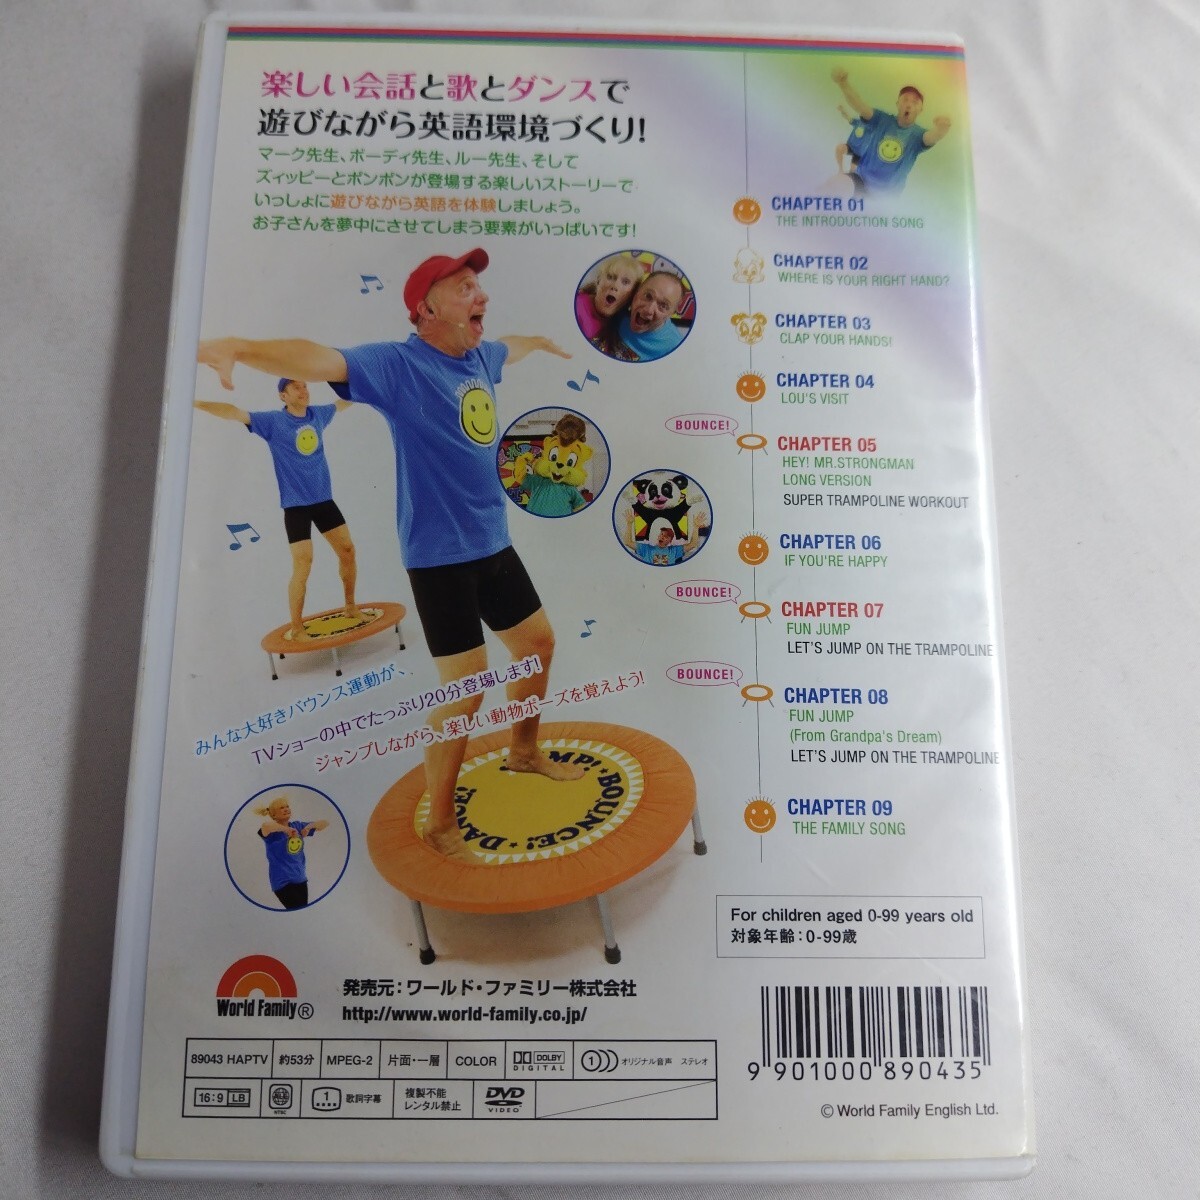 楽しい会話と歌とダンスで
遊びながら英語環境づくり!
マーク先生、ボーディ先生、ルー先生、そして
ズィッピーとポンポンが登場する楽しいストーリーで
いっしょに遊びながら英語を体験しましょう。
お子さんを夢中にさせてしまう要素がいっぱいです!
CHAPTER 01
THE INTRODUCTION SONG
CHAPTER 02
WHERE IS YOUR RIGHT HAND?
CHAPTER 03
CLAP YOUR HANDS!
CHAPTER 04
LOU'S VISIT
BOUNCE!
CHAPTER 05
HEY! MR.STRONGMAN
LONG VERSION
SUPER TRAMPOLINE WORKOUT
CHAPTER 06
IF YOU'RE HAPPY
BOUNCE!
CHAPTER 07
FUN JUMP
LET'S JUMP ON THE TRAMPOLINE
BOUNCE!
CHAPTER 08
FUN JUMP
(From Grandpa's Dream)
LET'S JUMP ON THE TRAMPOLINE
CHAPTER 09
THE FAMILY SONG
みんな大好きバウンス運動が、
TVショーの中でたっぷり20分登場します!
ジャンプしながら、楽しい動物ポーズを覚えよう!
BOUNCE! ★ DANCE!
For children aged 0-99 years old
対象年齢:0-99歳
World Family®
発売元:ワールド・ファミリー株式会社
http://www.world-family.co.jp/
89043 HAPTV 約53分 MPEG-2 片面・一層 COLOR DOLBY DIGITAL 1 オリジナル音声 ステレオ
16:9 LB ALL NTSC 1 歌詞字幕 複製不能 レンタル禁止 DVD VIDEO
9 901000 890435
© World Family English Ltd.